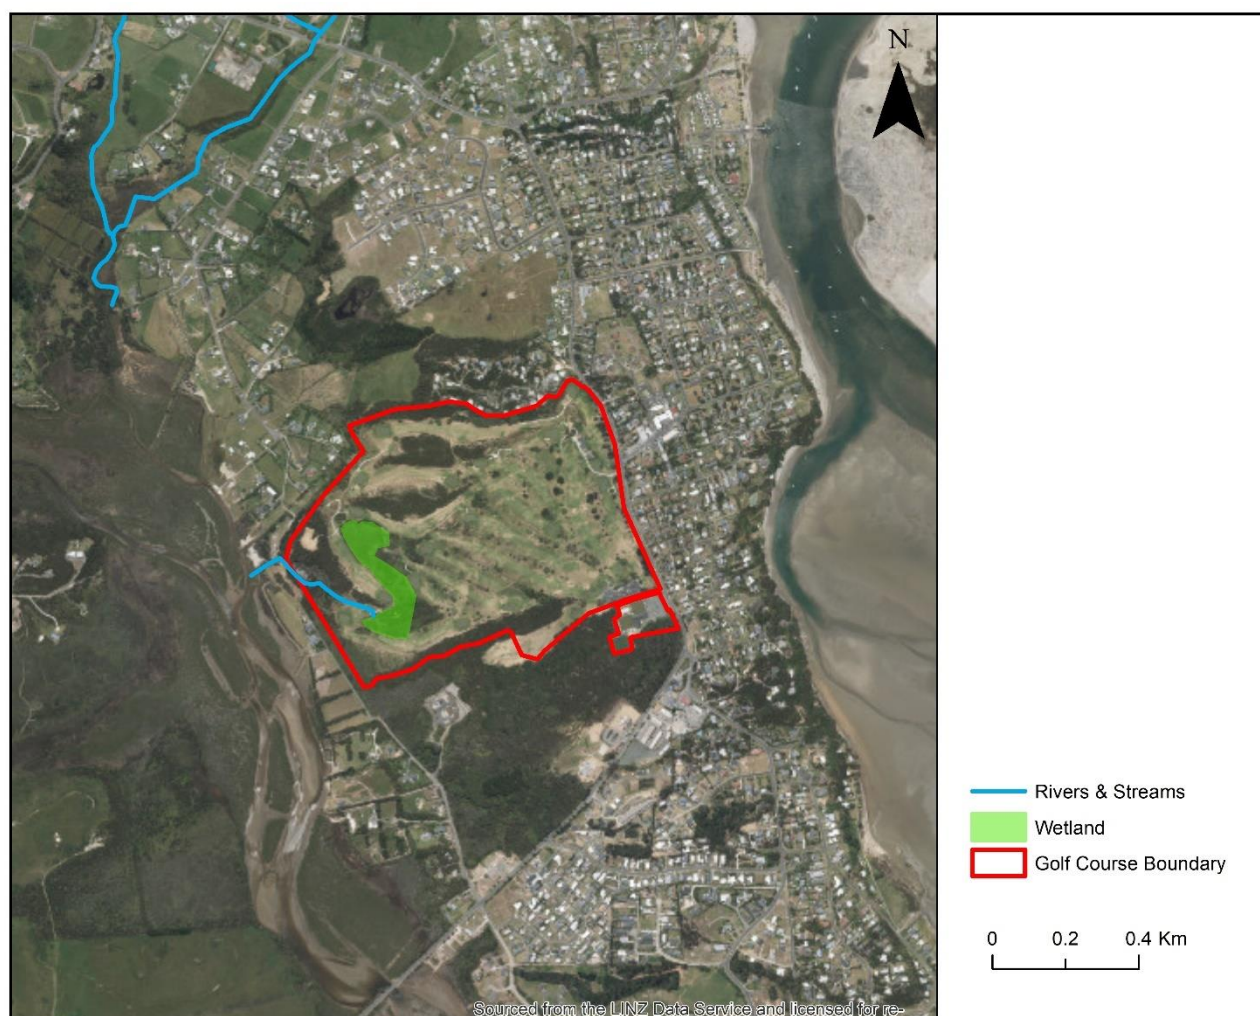 N
Rivers & Streams
Wetland
Golf Course Boundary
0 0.2 0.4 Km
Sourced from the LINZ Data Service and licensed for re-